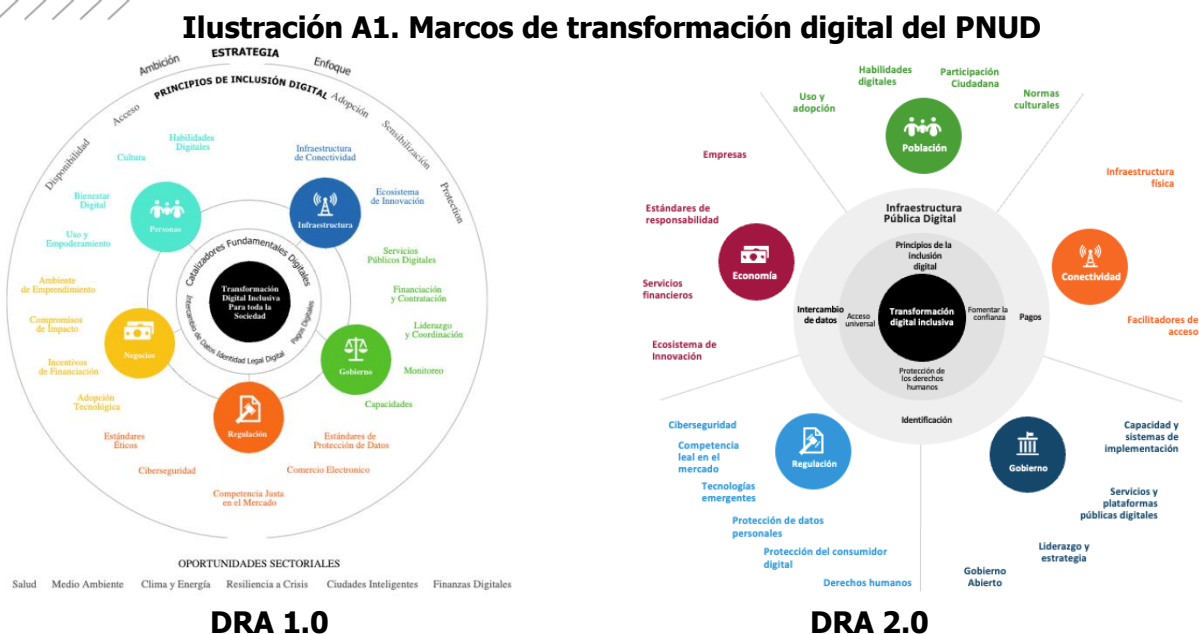 Ilustración A1. Marcos de transformación digital del PNUD
ESTRATEGIA
Ambición
Enfoque
PRINCIPIOS DE INCLUSIÓN DIGITAL
Disponibilidad
Acceso
Adopción
Sensibilización
Protection
Habilidades
Digitales
Cultura
Bienestar
Digital
Uso y
Empoderamiento
Personas
Infraestructura
de Conectividad
Ecosistema
de Innovación
Infraestructura
Servicios
Públicos Digitales
Financiación
y Contratación
Liderazgo
y Coordinación
Monitoreo
Capacidades
Gobierno
Ambiente
de Emprendimiento
Compromisos
de Impacto
Incentivos
de Financiación
Adopción
Tecnológica
Negocios
Catalizadores Fundamentales Digitales
Intercambio de Datos
Identidad Legal Digital
Pagos Digitales
Transformación
Digital Inclusiva
Para toda la
Sociedad
Regulación
Estándares
Éticos
Ciberseguridad
Competencia Justa
en el Mercado
Comercio Electronico
Estándares de
Protección de Datos
OPORTUNIDADES SECTORIALES
Salud Medio Ambiente Clima y Energía Resiliencia a Crisis Ciudades Inteligentes Finanzas Digitales
DRA 1.0
Uso y
adopción
Habilidades
digitales
Participación
Ciudadana
Normas
culturales
Población
Empresas
Estándares de
responsabilidad
Servicios
financieros
Ecosistema de
Innovación
Economía
Infraestructura
física
Conectividad
Facilitadores de
acceso
Infraestructura
Pública Digital
Principios de la
inclusión
digital
Intercambio
de datos
Acceso
universal
Transformación
digital inclusiva
Fomentar la
confianza
Pagos
Protección de
los derechos
humanos
Identificación
Regulación
Ciberseguridad
Competencia
leal en el
mercado
Tecnologías
emergentes
Protección de datos
personales
Protección del consumidor
digital
Derechos humanos
Gobierno
Capacidad y
sistemas de
implementación
Servicios y
plataformas
públicas digitales
Liderazgo y
estrategia
Gobierno
Abierto
DRA 2.0